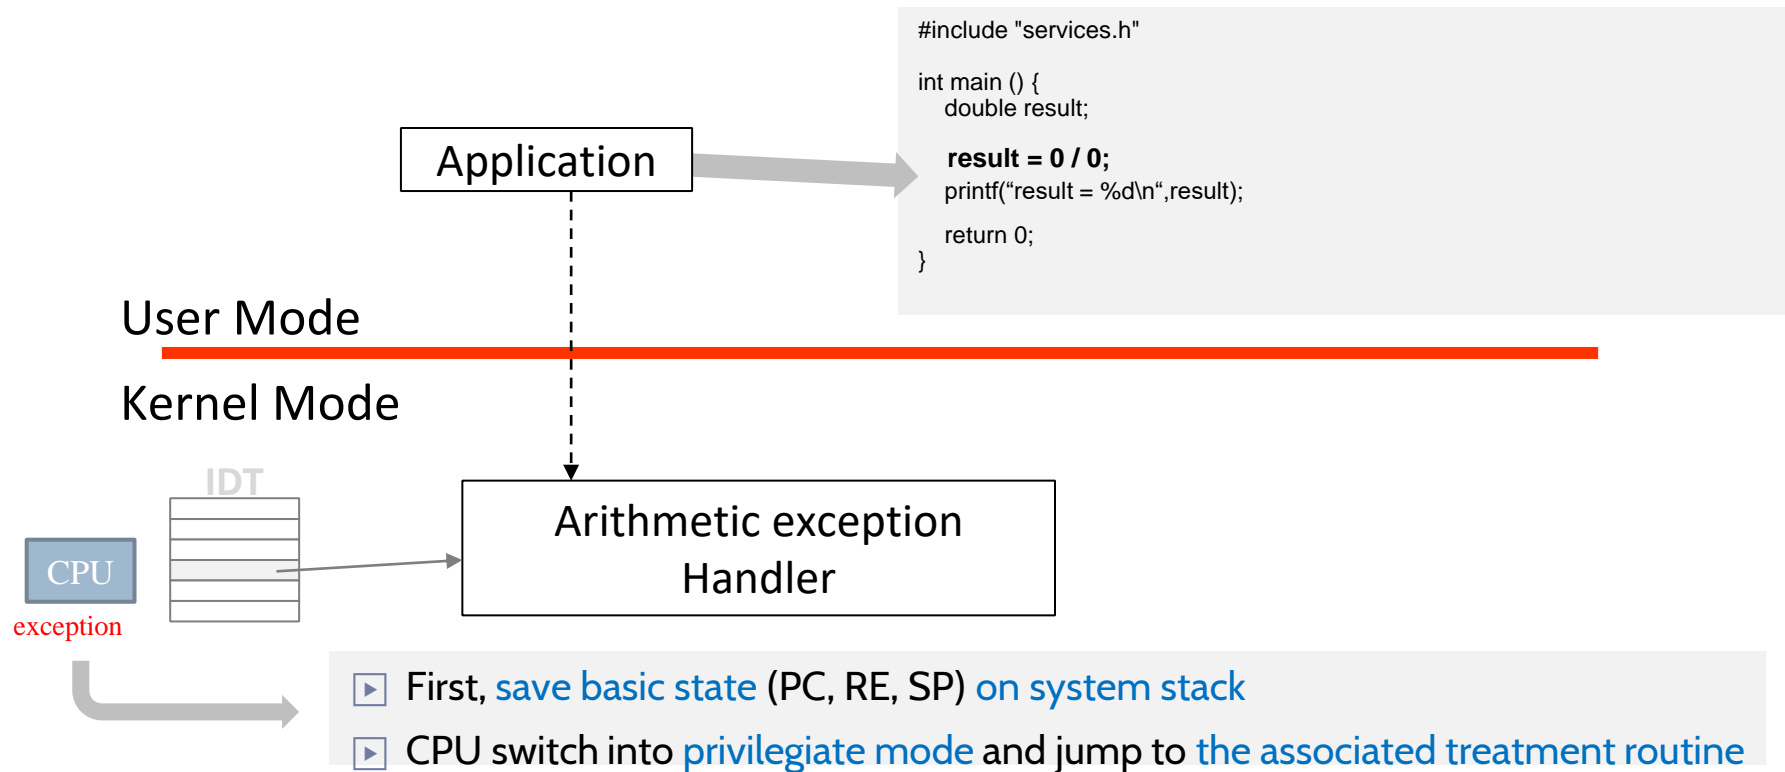 #include "services.h"
int main () {
double result;
result = 0 / 0;
printf(“result = %d\n“,result);
return 0;
}
Application
User Mode
Kernel Mode
IDT
CPU
exception
Arithmetic exception
Handler
First, save basic state (PC, RE, SP) on system stack
CPU switch into privilegiate mode and jump to the associated treatment routine